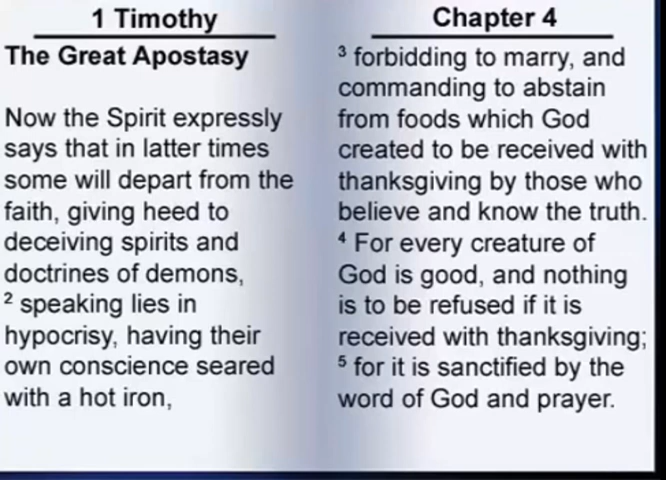 1 Timothy
The Great Apostasy
Now the Spirit expressly
says that in latter times
some will depart from the
faith, giving heed to
deceiving spirits and
doctrines of demons,
² speaking lies in
hypocrisy, having their
own conscience seared
with a hot iron,
Chapter 4
³ forbidding to marry, and
commanding to abstain
from foods which God
created to be received with
thanksgiving by those who
believe and know the truth.
⁴ For every creature of
God is good, and nothing
is to be refused if it is
received with thanksgiving;
⁵ for it is sanctified by the
word of God and prayer.